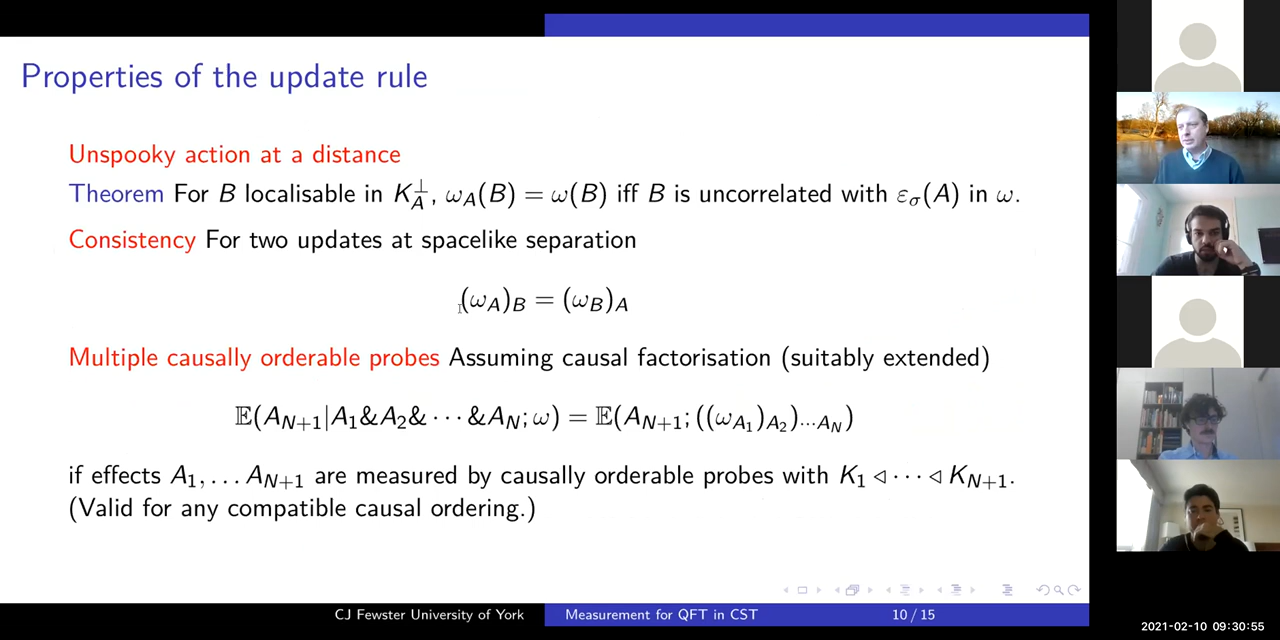 Properties of the update rule
Unspooky action at a distance
Theorem For B localisable in K_A^⊥, ω_A(B) = ω(B) iff B is uncorrelated with ε_σ(A) in ω.
Consistency For two updates at spacelike separation
(ω_A)_B = (ω_B)_A
Multiple causally orderable probes Assuming causal factorisation (suitably extended)
𝔼(A_{N+1}|A_1&A_2&···&A_N; ω) = 𝔼(A_{N+1}; ((ω_{A_1})_{A_2})_{···A_N})
if effects A_1, ... A_{N+1} are measured by causally orderable probes with K_1 ◁ ··· ◁ K_{N+1}.
(Valid for any compatible causal ordering.)
CJ Fewster University of York
Measurement for QFT in CST
10 / 15
2021-02-10 09:30:55